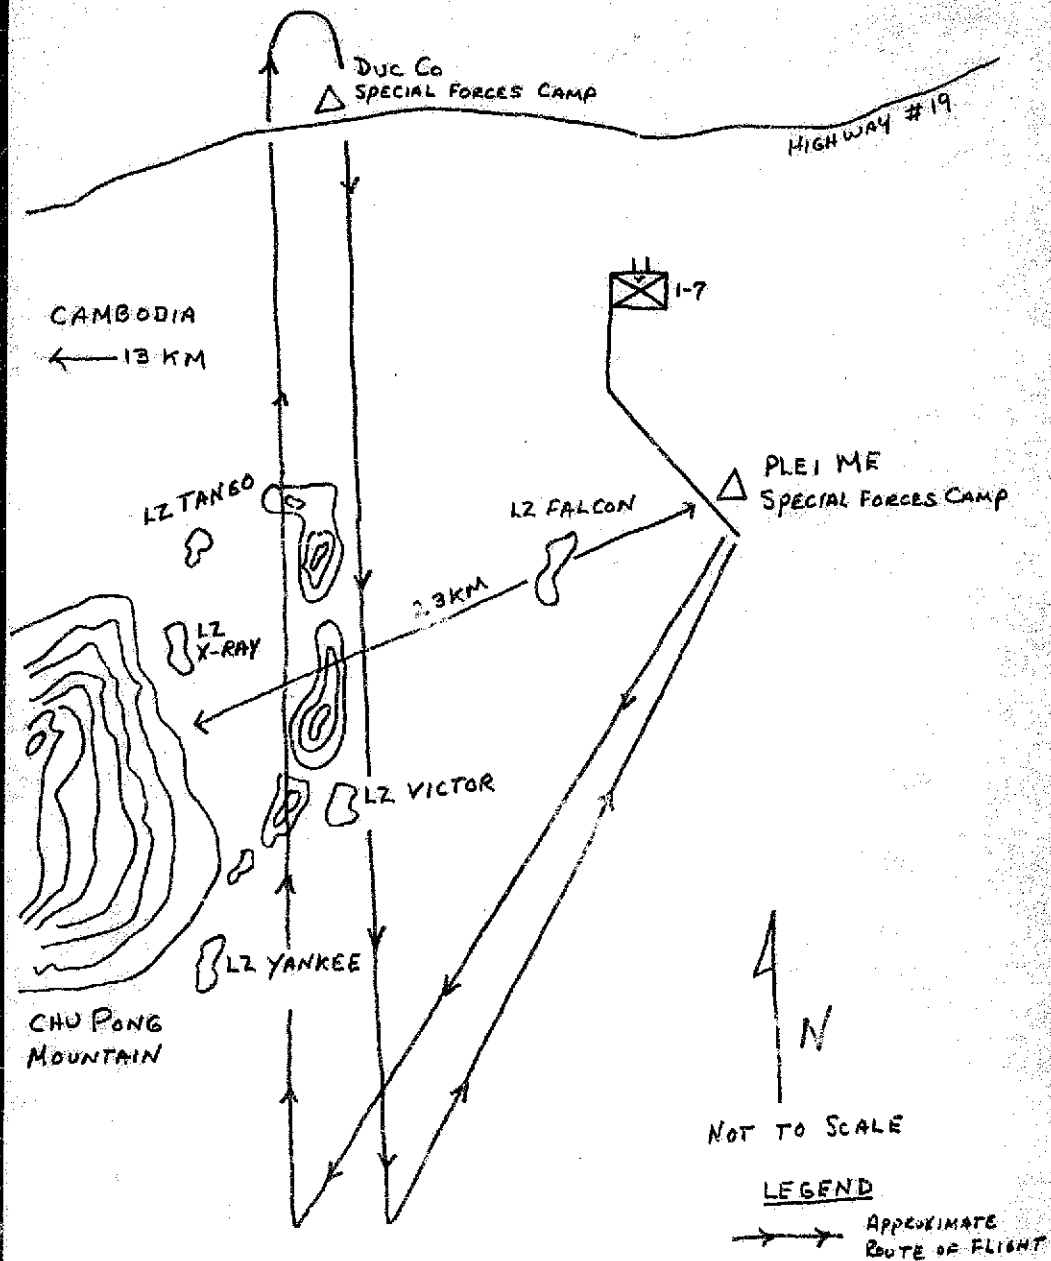 DUC CO
SPECIAL FORCES CAMP
HIGHWAY #19
1-7
CAMBODIA
13 KM
PLEI ME
SPECIAL FORCES CAMP
LZ TANGO
LZ FALCON
23KM
LZ
X-RAY
LZ VICTOR
LZ YANKEE
CHU PONG
MOUNTAIN
N
NOT TO SCALE
LEGEND
APPROXIMATE
ROUTE OF FLIGHT